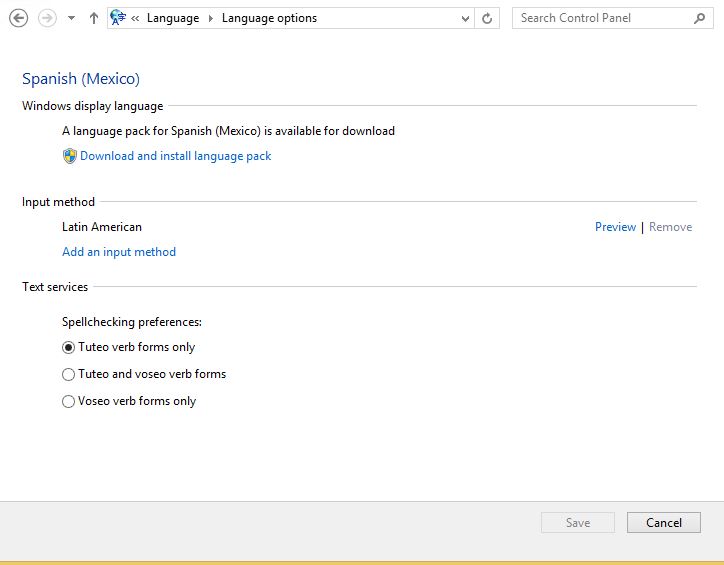 « Language ▸ Language options
Search Control Panel
Spanish (Mexico)
Windows display language
A language pack for Spanish (Mexico) is available for download
Download and install language pack
Input method
Latin American Preview | Remove
Add an input method
Text services
Spellchecking preferences:
Tuteo verb forms only
Tuteo and voseo verb forms
Voseo verb forms only
Save Cancel